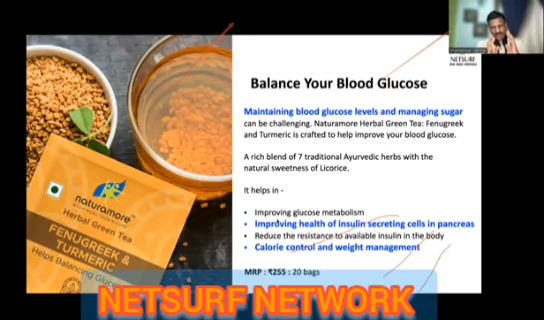 NETSURF
Balance Your Blood Glucose
Maintaining blood glucose levels and managing sugar
can be challenging. Naturamore Herbal Green Tea: Fenugreek
and Turmeric is crafted to help improve your blood glucose.
A rich blend of 7 traditional Ayurvedic herbs with the
natural sweetness of Licorice.
It helps in -
• Improving glucose metabolism
• Improving health of insulin secreting cells in pancreas
• Reduce the resistance to available insulin in the body
• Calorie control and weight management
MRP : ₹255 : 20 bags
naturamore
Herbal Green Tea
FENUGREEK &
TURMERIC
Helps Balancing
NETSURF NETWORK